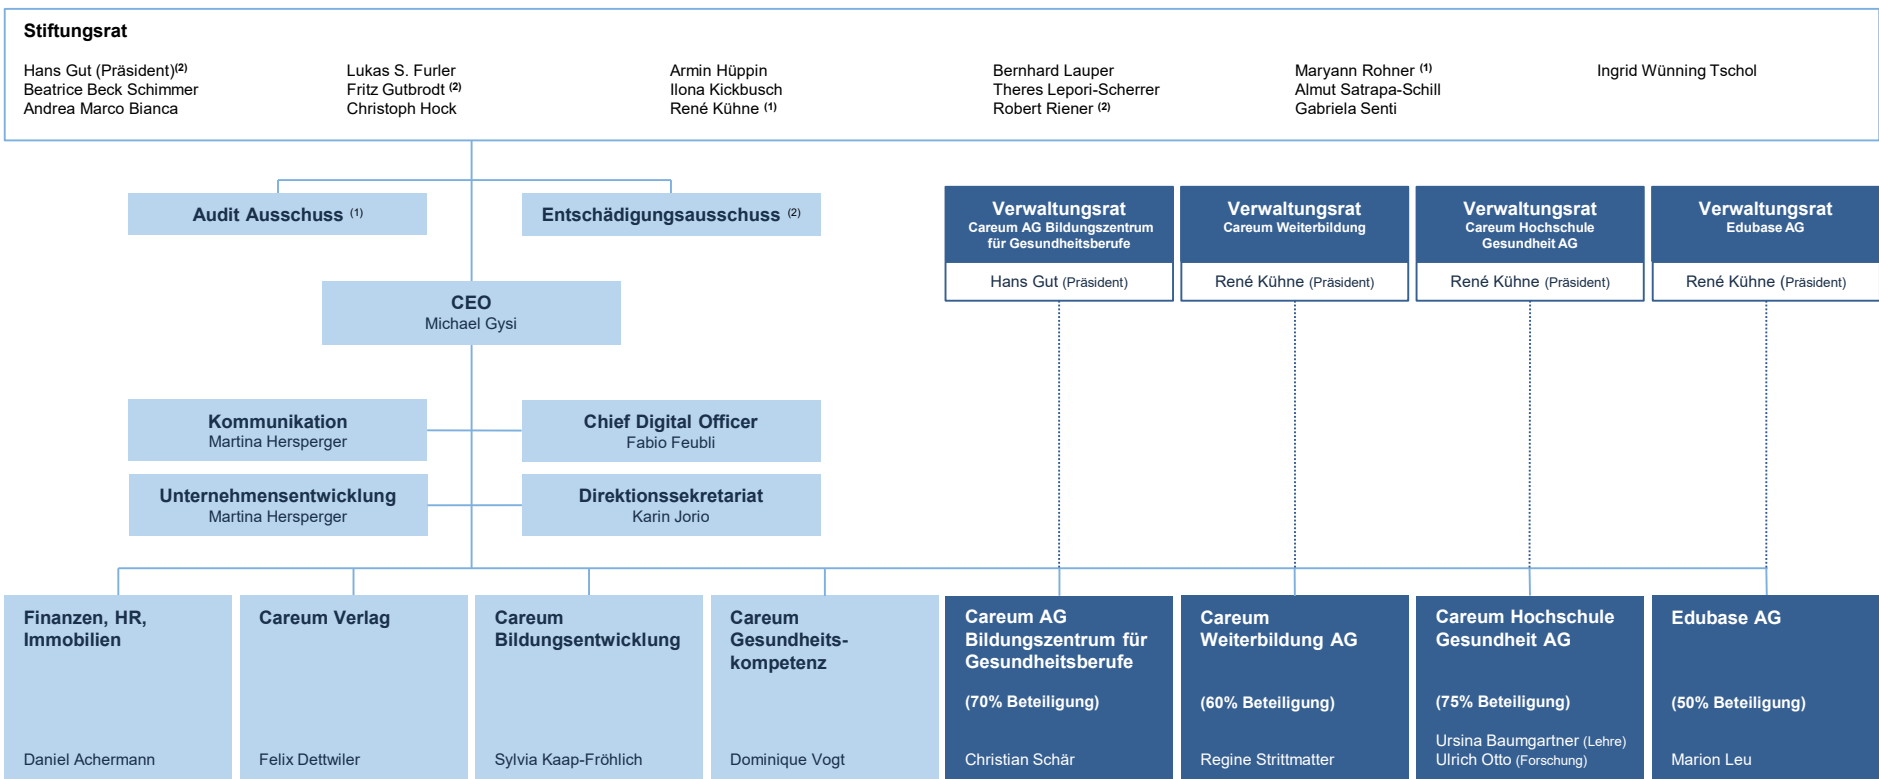 Stiftungsrat
Hans Gut (Präsident)(2)
Beatrice Beck Schimmer
Andrea Marco Bianca
Lukas S. Furler
Fritz Gutbrodt (2)
Christoph Hock
Armin Hüppin
Ilona Kickbusch
René Kühne (1)
Bernhard Lauper
Theres Lepori-Scherrer
Robert Riener (2)
Maryann Rohner (1)
Almut Satrapa-Schill
Gabriela Senti
Ingrid Wünning Tschol
Audit Ausschuss (1)
Entschädigungsausschuss (2)
Verwaltungsrat
Careum AG Bildungszentrum
für Gesundheitsberufe
Hans Gut (Präsident)
Verwaltungsrat
Careum Weiterbildung
René Kühne (Präsident)
Verwaltungsrat
Careum Hochschule
Gesundheit AG
René Kühne (Präsident)
Verwaltungsrat
Edubase AG
René Kühne (Präsident)
CEO
Michael Gysi
Kommunikation
Martina Hersperger
Chief Digital Officer
Fabio Feubli
Unternehmensentwicklung
Martina Hersperger
Direktionssekretariat
Karin Jorio
Finanzen, HR,
Immobilien
Daniel Achermann
Careum Verlag
Felix Dettwiler
Careum
Bildungsentwicklung
Sylvia Kaap-Fröhlich
Careum
Gesundheits-
kompetenz
Dominique Vogt
Careum AG
Bildungszentrum für
Gesundheitsberufe
(70% Beteiligung)
Christian Schär
Careum
Weiterbildung AG
(60% Beteiligung)
Regine Strittmatter
Careum Hochschule
Gesundheit AG
(75% Beteiligung)
Ursina Baumgartner (Lehre)
Ulrich Otto (Forschung)
Edubase AG
(50% Beteiligung)
Marion Leu